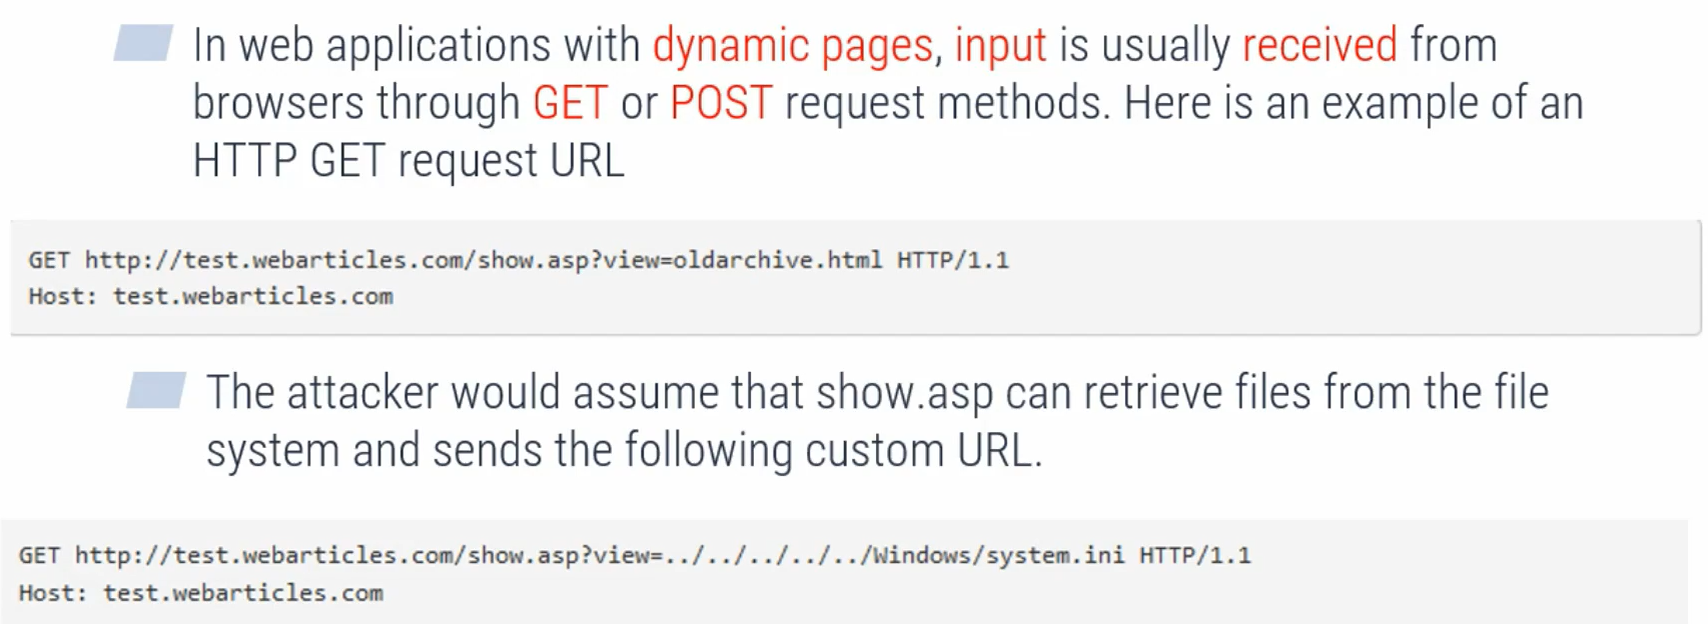 In web applications with dynamic pages, input is usually received from
browsers through GET or POST request methods. Here is an example of an
HTTP GET request URL
GET http://test.webarticles.com/show.asp?view=oldarchive.html HTTP/1.1
Host: test.webarticles.com
The attacker would assume that show.asp can retrieve files from the file
system and sends the following custom URL.
GET http://test.webarticles.com/show.asp?view=../../../../../Windows/system.ini HTTP/1.1
Host: test.webarticles.com